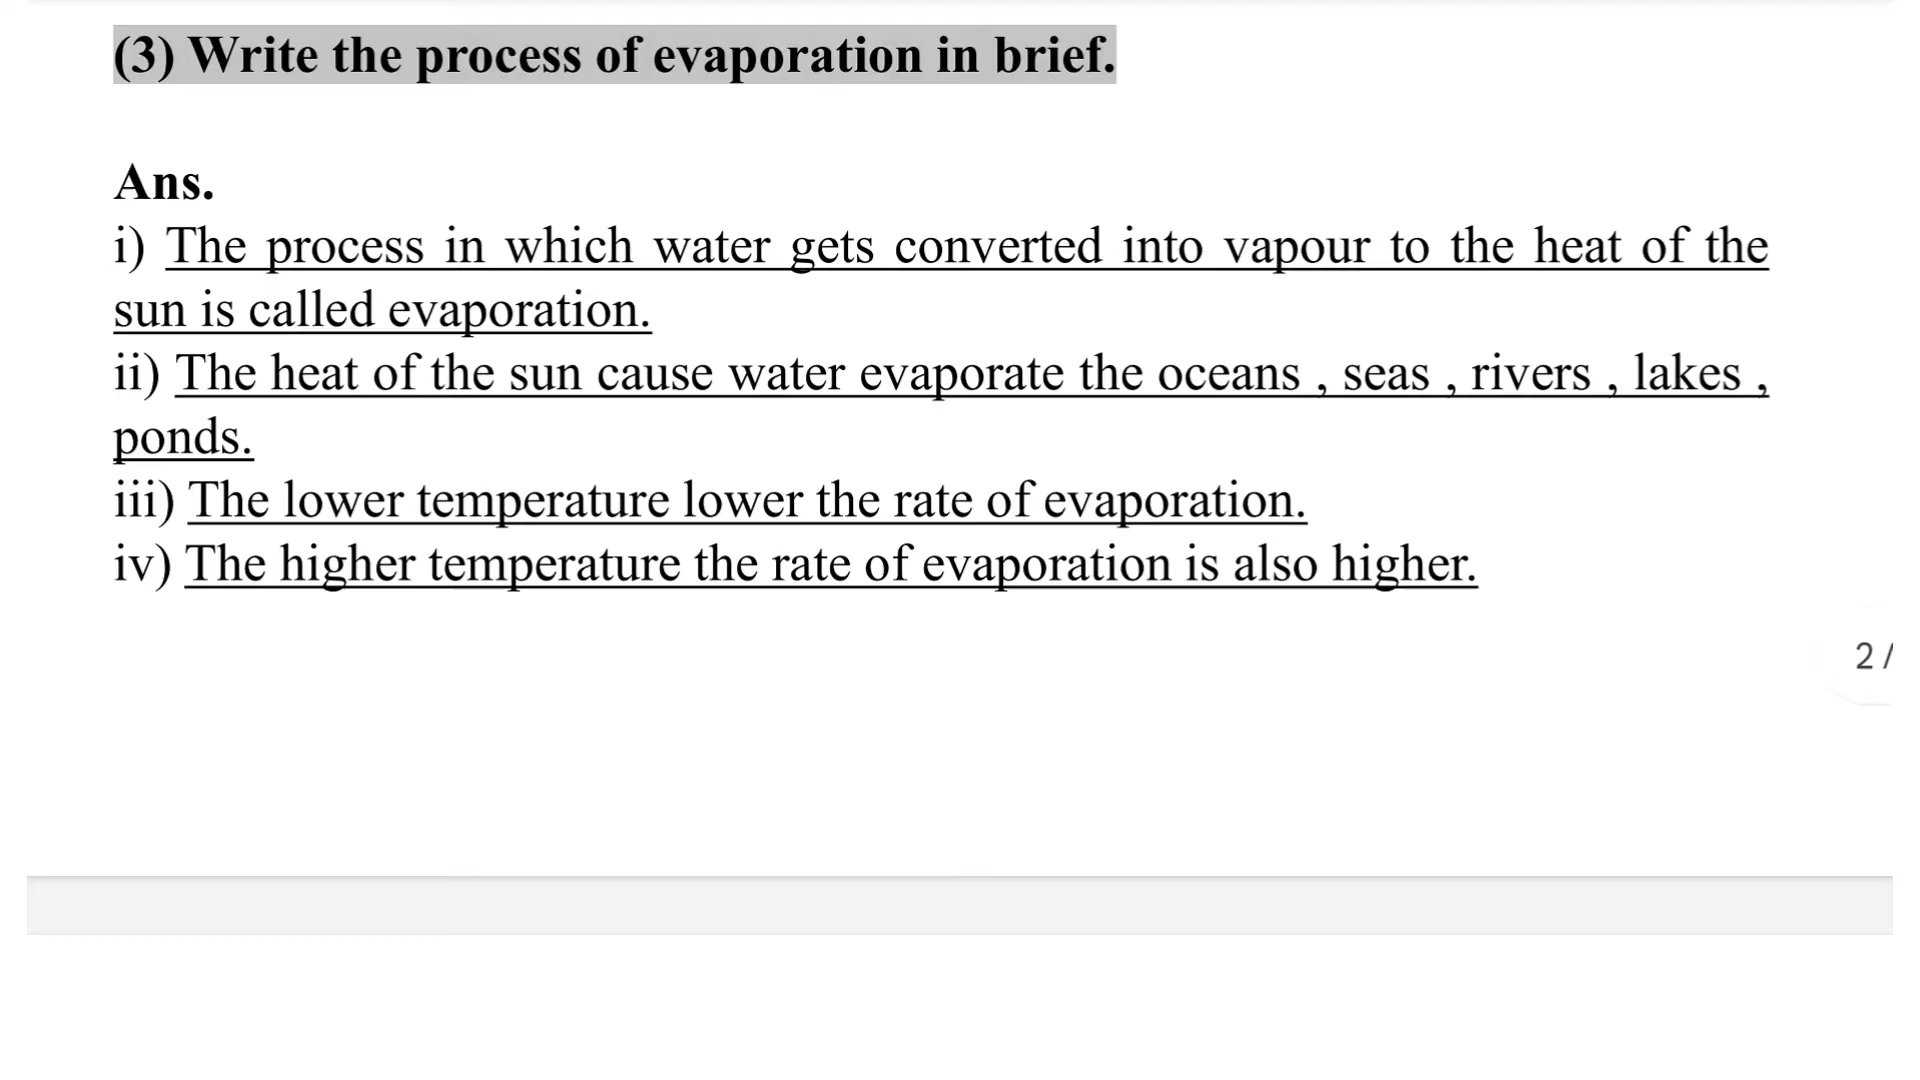 (3) Write the process of evaporation in brief.
Ans.
i) The process in which water gets converted into vapour to the heat of the
sun is called evaporation.
ii) The heat of the sun cause water evaporate the oceans , seas , rivers , lakes ,
ponds.
iii) The lower temperature lower the rate of evaporation.
iv) The higher temperature the rate of evaporation is also higher.
2 /